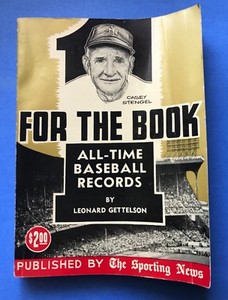 1
CASEY
STENGEL
FOR THE BOOK
ALL-TIME
BASEBALL
RECORDS
BY
LEONARD GETTELSON
$2.00
PUBLISHED BY The Sporting News